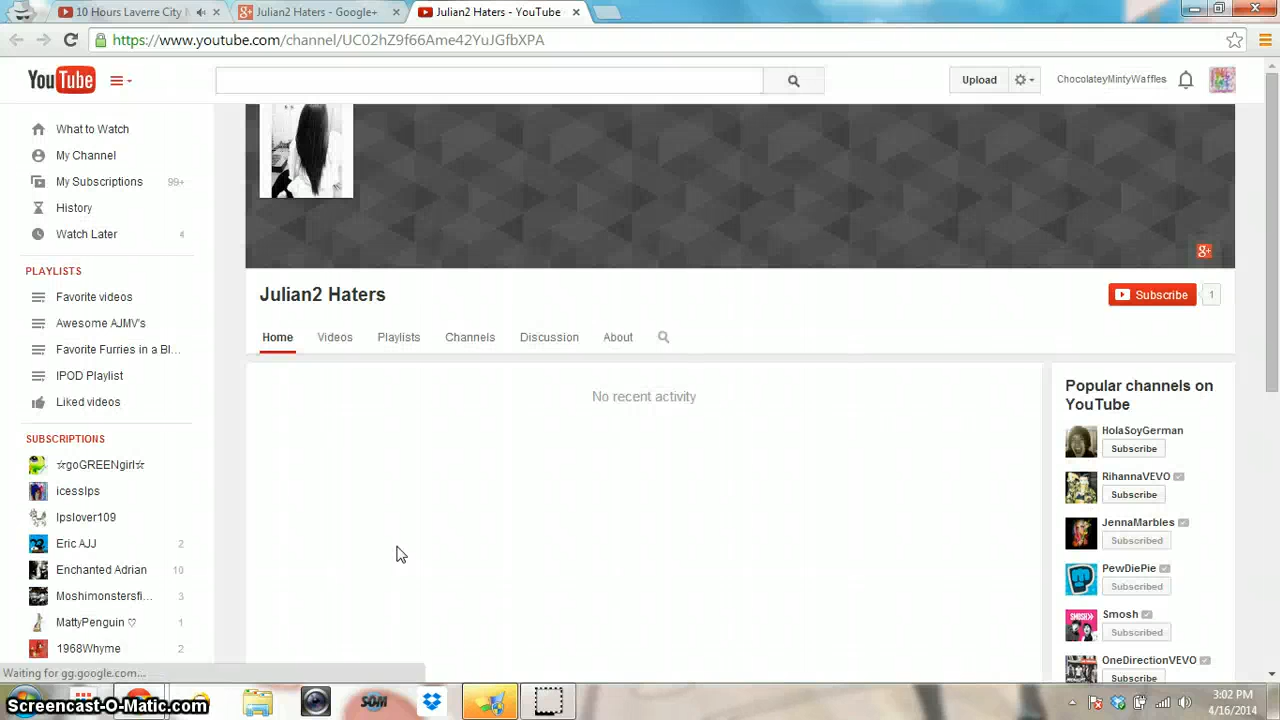 10 Hours Laverre City M
Julian2 Haters - Google+
Julian2 Haters - YouTube
https://www.youtube.com/channel/UC02hZ9f66Ame42YuJGfbXPA
YouTube
Upload
ChocolateyMintyWaffles
What to Watch
My Channel
My Subscriptions 99+
History
Watch Later 4
PLAYLISTS
Favorite videos
Awesome AJMV's
Favorite Furries in a Bl...
IPOD Playlist
Liked videos
SUBSCRIPTIONS
☆goGREENgirl☆
icesslps
lpslover109
Eric AJJ 2
Enchanted Adrian 10
Moshimonstersfi... 3
MattyPenguin ♡ 1
1968Whyme 2
g+
Julian2 Haters
Subscribe 1
Home Videos Playlists Channels Discussion About
No recent activity
Popular channels on
YouTube
HolaSoyGerman
Subscribe
RihannaVEVO
Subscribe
JennaMarbles
Subscribed
PewDiePie
Subscribed
Smosh
Subscribed
OneDirectionVEVO
Subscribe
Waiting for gg.google.com...
Screencast-O-Matic.com
SOM
3:02 PM
4/16/2014